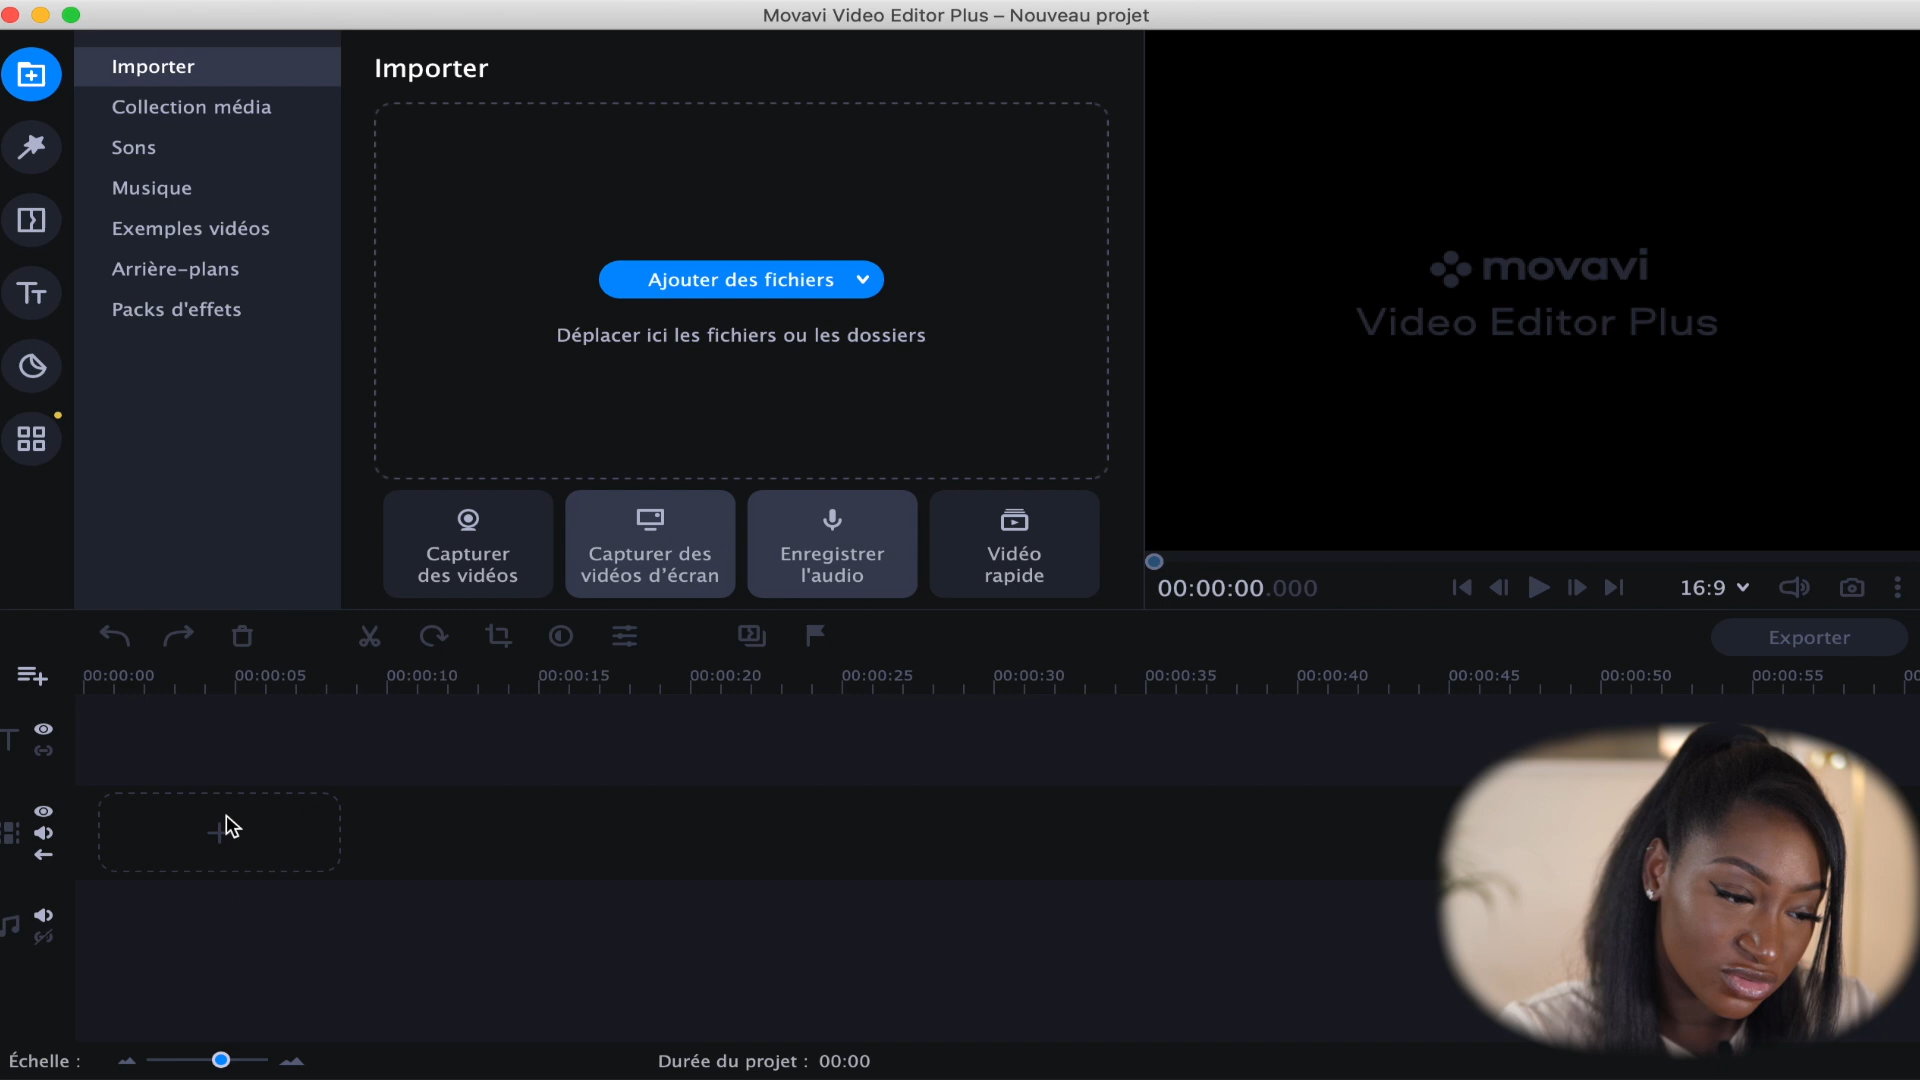 Movavi Video Editor Plus – Nouveau projet
Importer
Collection média
Sons
Musique
Exemples vidéos
Arrière-plans
Packs d'effets
Importer
Ajouter des fichiers
Déplacer ici les fichiers ou les dossiers
Capturer
des vidéos
Capturer des
vidéos d'écran
Enregistrer
l'audio
Vidéo
rapide
movavi
Video Editor Plus
00:00:00.000
16:9
Exporter
00:00:00 00:00:05 00:00:10 00:00:15 00:00:20 00:00:25 00:00:30 00:00:35 00:00:40 00:00:45 00:00:50 00:00:55
Échelle :
Durée du projet : 00:00